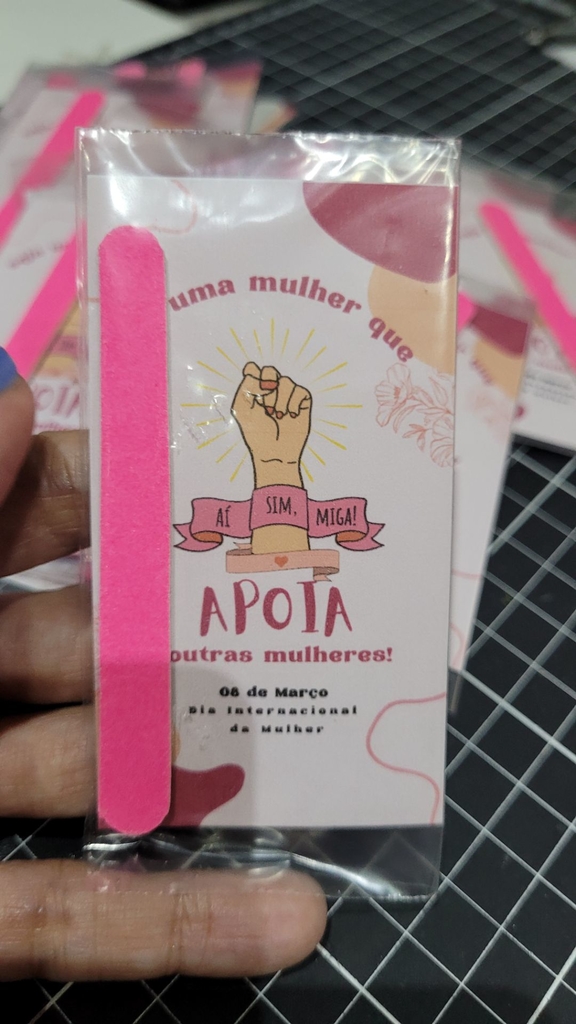 uma mulher que
AÍ SIM, MIGA!
APOIA
outras mulheres!
08 de Março
Dia Internacional
da Mulher